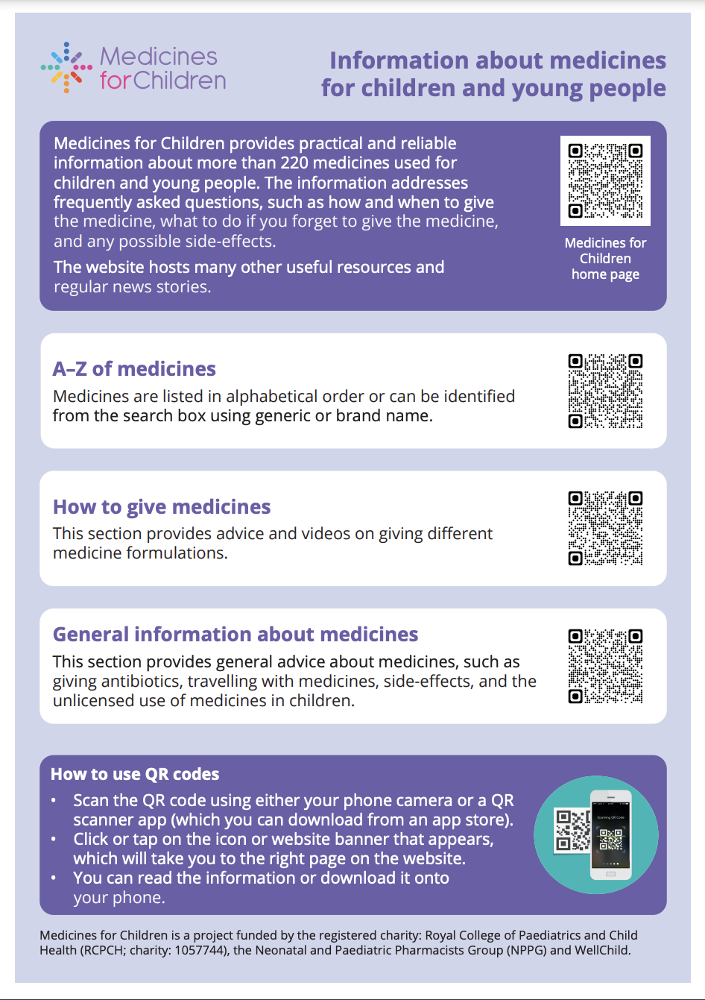 Medicines
forChildren
Information about medicines
for children and young people
Medicines for Children provides practical and reliable
information about more than 220 medicines used for
children and young people. The information addresses
frequently asked questions, such as how and when to give
the medicine, what to do if you forget to give the medicine,
and any possible side-effects.
The website hosts many other useful resources and
regular news stories.
Medicines for
Children
home page
A–Z of medicines
Medicines are listed in alphabetical order or can be identified
from the search box using generic or brand name.
How to give medicines
This section provides advice and videos on giving different
medicine formulations.
General information about medicines
This section provides general advice about medicines, such as
giving antibiotics, travelling with medicines, side-effects, and the
unlicensed use of medicines in children.
How to use QR codes
• Scan the QR code using either your phone camera or a QR
scanner app (which you can download from an app store).
• Click or tap on the icon or website banner that appears,
which will take you to the right page on the website.
• You can read the information or download it onto
your phone.
Scanning QR Code
Medicines for Children is a project funded by the registered charity: Royal College of Paediatrics and Child
Health (RCPCH; charity: 1057744), the Neonatal and Paediatric Pharmacists Group (NPPG) and WellChild.